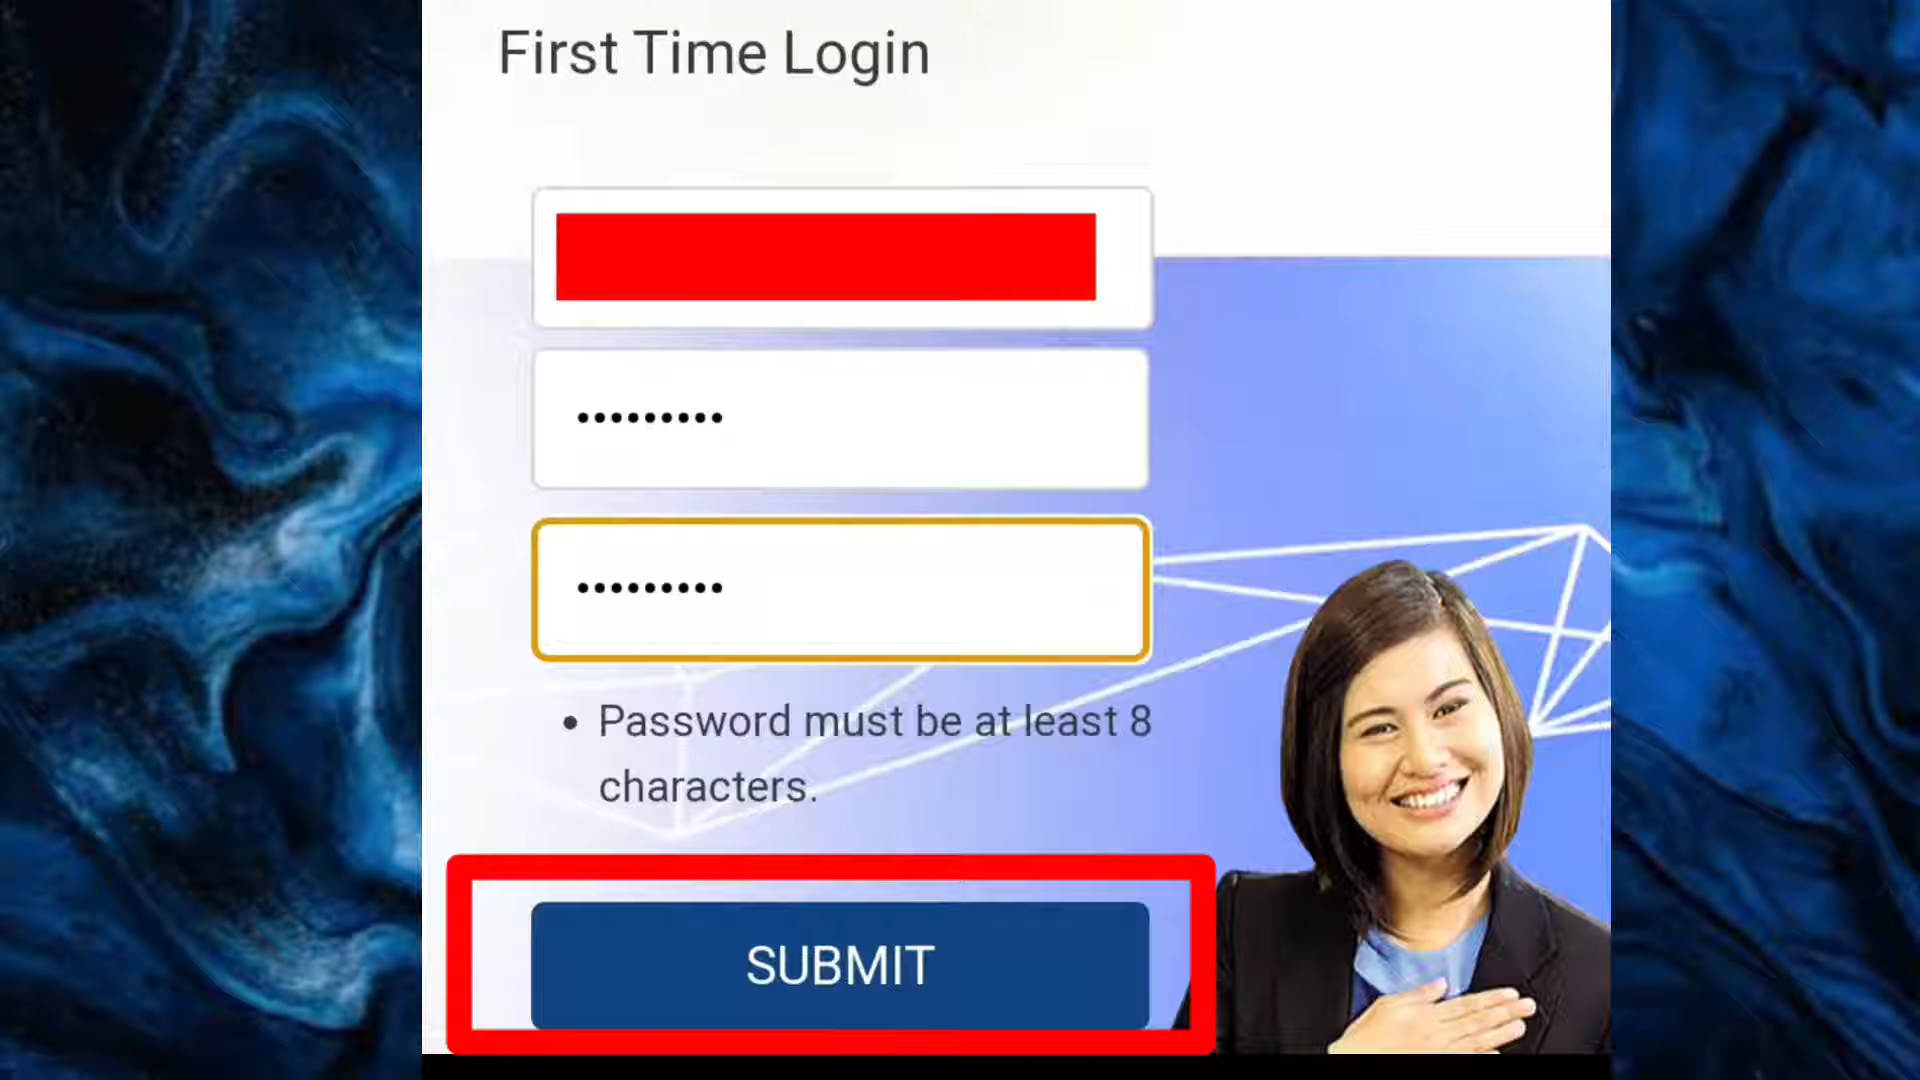 First Time Login
•••••••••
•••••••••
• Password must be at least 8
characters.
SUBMIT